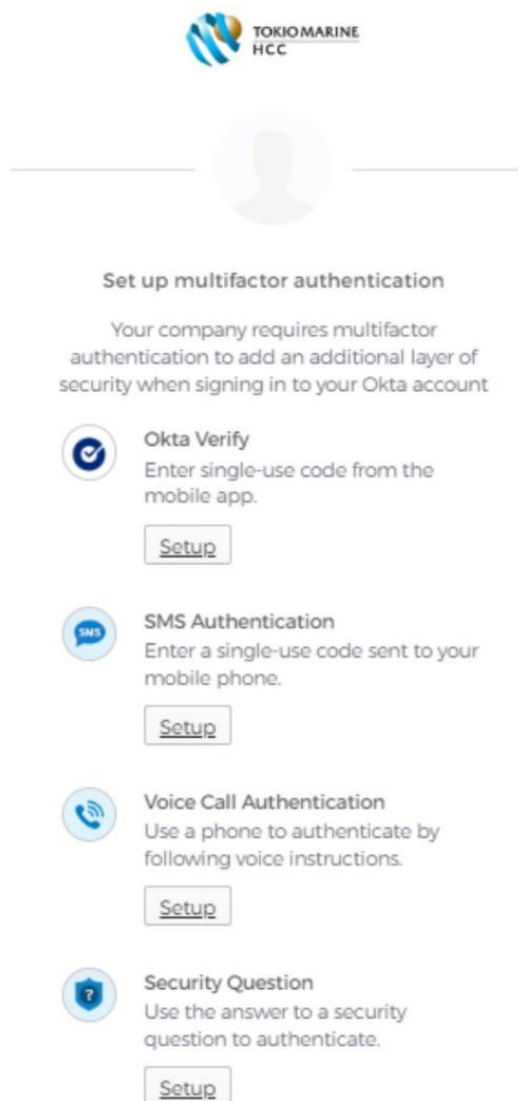 TOKIO MARINE
HCC
Set up multifactor authentication
Your company requires multifactor
authentication to add an additional layer of
security when signing in to your Okta account
Okta Verify
Enter single-use code from the
mobile app.
Setup
SMS
SMS Authentication
Enter a single-use code sent to your
mobile phone.
Setup
Voice Call Authentication
Use a phone to authenticate by
following voice instructions.
Setup
?
Security Question
Use the answer to a security
question to authenticate.
Setup